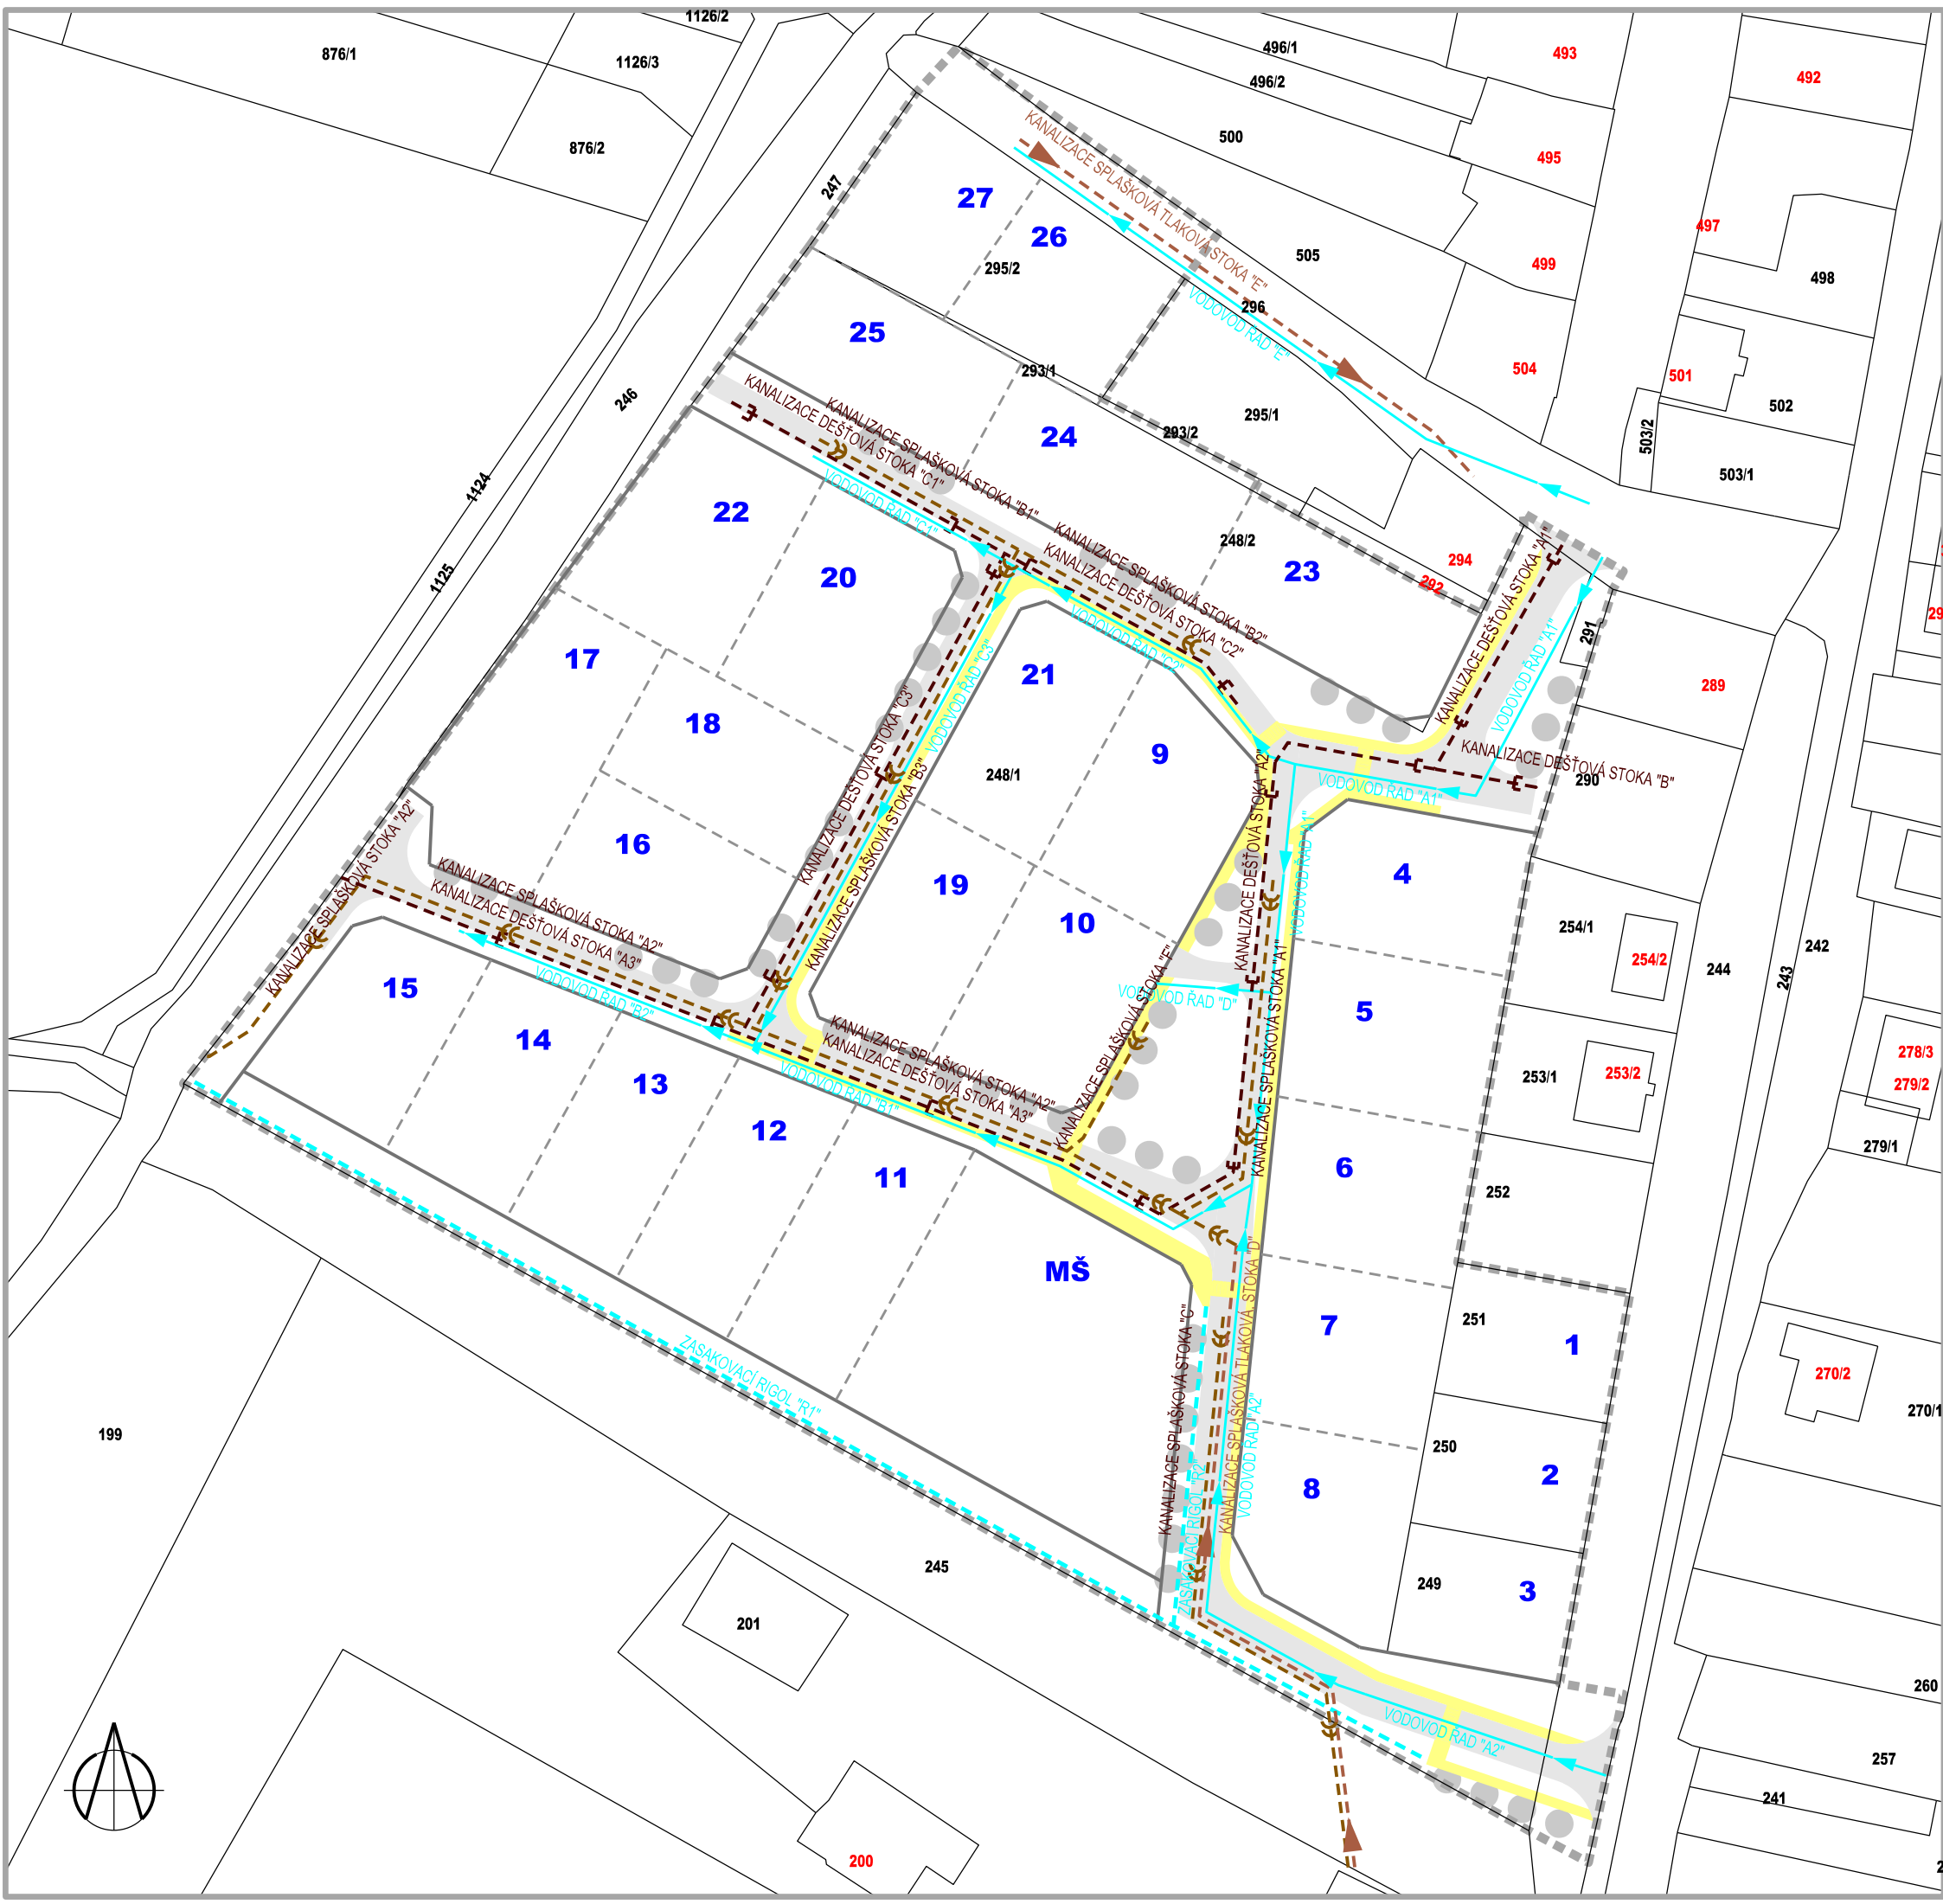 1126/2
876/1
1126/3
876/2
496/1
496/2
493
492
500
495
497
499
498
505
504
501
502
503/2
503/1
247
246
1124
1125
KANALIZACE SPLAŠKOVÁ TLAKOVÁ STOKA "E"
VODOVOD ŘAD "E"
296
27
26
295/2
25
293/1
24
293/2
295/1
248/2
23
294
292
KANALIZACE SPLAŠKOVÁ STOKA "B1"
KANALIZACE DEŠŤOVÁ STOKA "C1"
VODOVOD ŘAD "C1"
KANALIZACE SPLAŠKOVÁ STOKA "B2"
KANALIZACE DEŠŤOVÁ STOKA "C2"
VODOVOD ŘAD "C2"
KANALIZACE DEŠŤOVÁ STOKA "A1"
VODOVOD ŘAD "A1"
291
289
KANALIZACE DEŠŤOVÁ STOKA "B"
290
VODOVOD ŘAD "A1"
22
20
17
18
16
21
9
248/1
19
10
KANALIZACE DEŠŤOVÁ STOKA "C3"
VODOVOD ŘAD "C3"
KANALIZACE SPLAŠKOVÁ STOKA "B3"
KANALIZACE DEŠŤOVÁ STOKA "A2"
VODOVOD ŘAD "A1"
KANALIZACE SPLAŠKOVÁ STOKA "A1"
KANALIZACE SPLAŠKOVÁ STOKA "F"
VODOVOD ŘAD "D"
KANALIZACE SPLAŠKOVÁ STOKA "A2"
KANALIZACE SPLAŠKOVÁ STOKA "A2"
KANALIZACE DEŠŤOVÁ STOKA "A3"
VODOVOD ŘAD "B2"
KANALIZACE SPLAŠKOVÁ STOKA "A2"
KANALIZACE DEŠŤOVÁ STOKA "A3"
VODOVOD ŘAD "B1"
15
14
13
12
11
MŠ
4
5
6
7
8
1
2
3
254/1
254/2
253/1
253/2
252
251
250
249
244
243
242
278/3
279/2
279/1
270/2
270/1
260
257
241
KANALIZACE SPLAŠKOVÁ STOKA "C"
ZASAKOVACÍ RIGOL "R2"
KANALIZACE SPLAŠKOVÁ TLAKOVÁ, STOKA "D"
VODOVOD ŘAD "A2"
VODOVOD ŘAD "A2"
ZASAKOVACÍ RIGOL "R1"
199
245
201
200